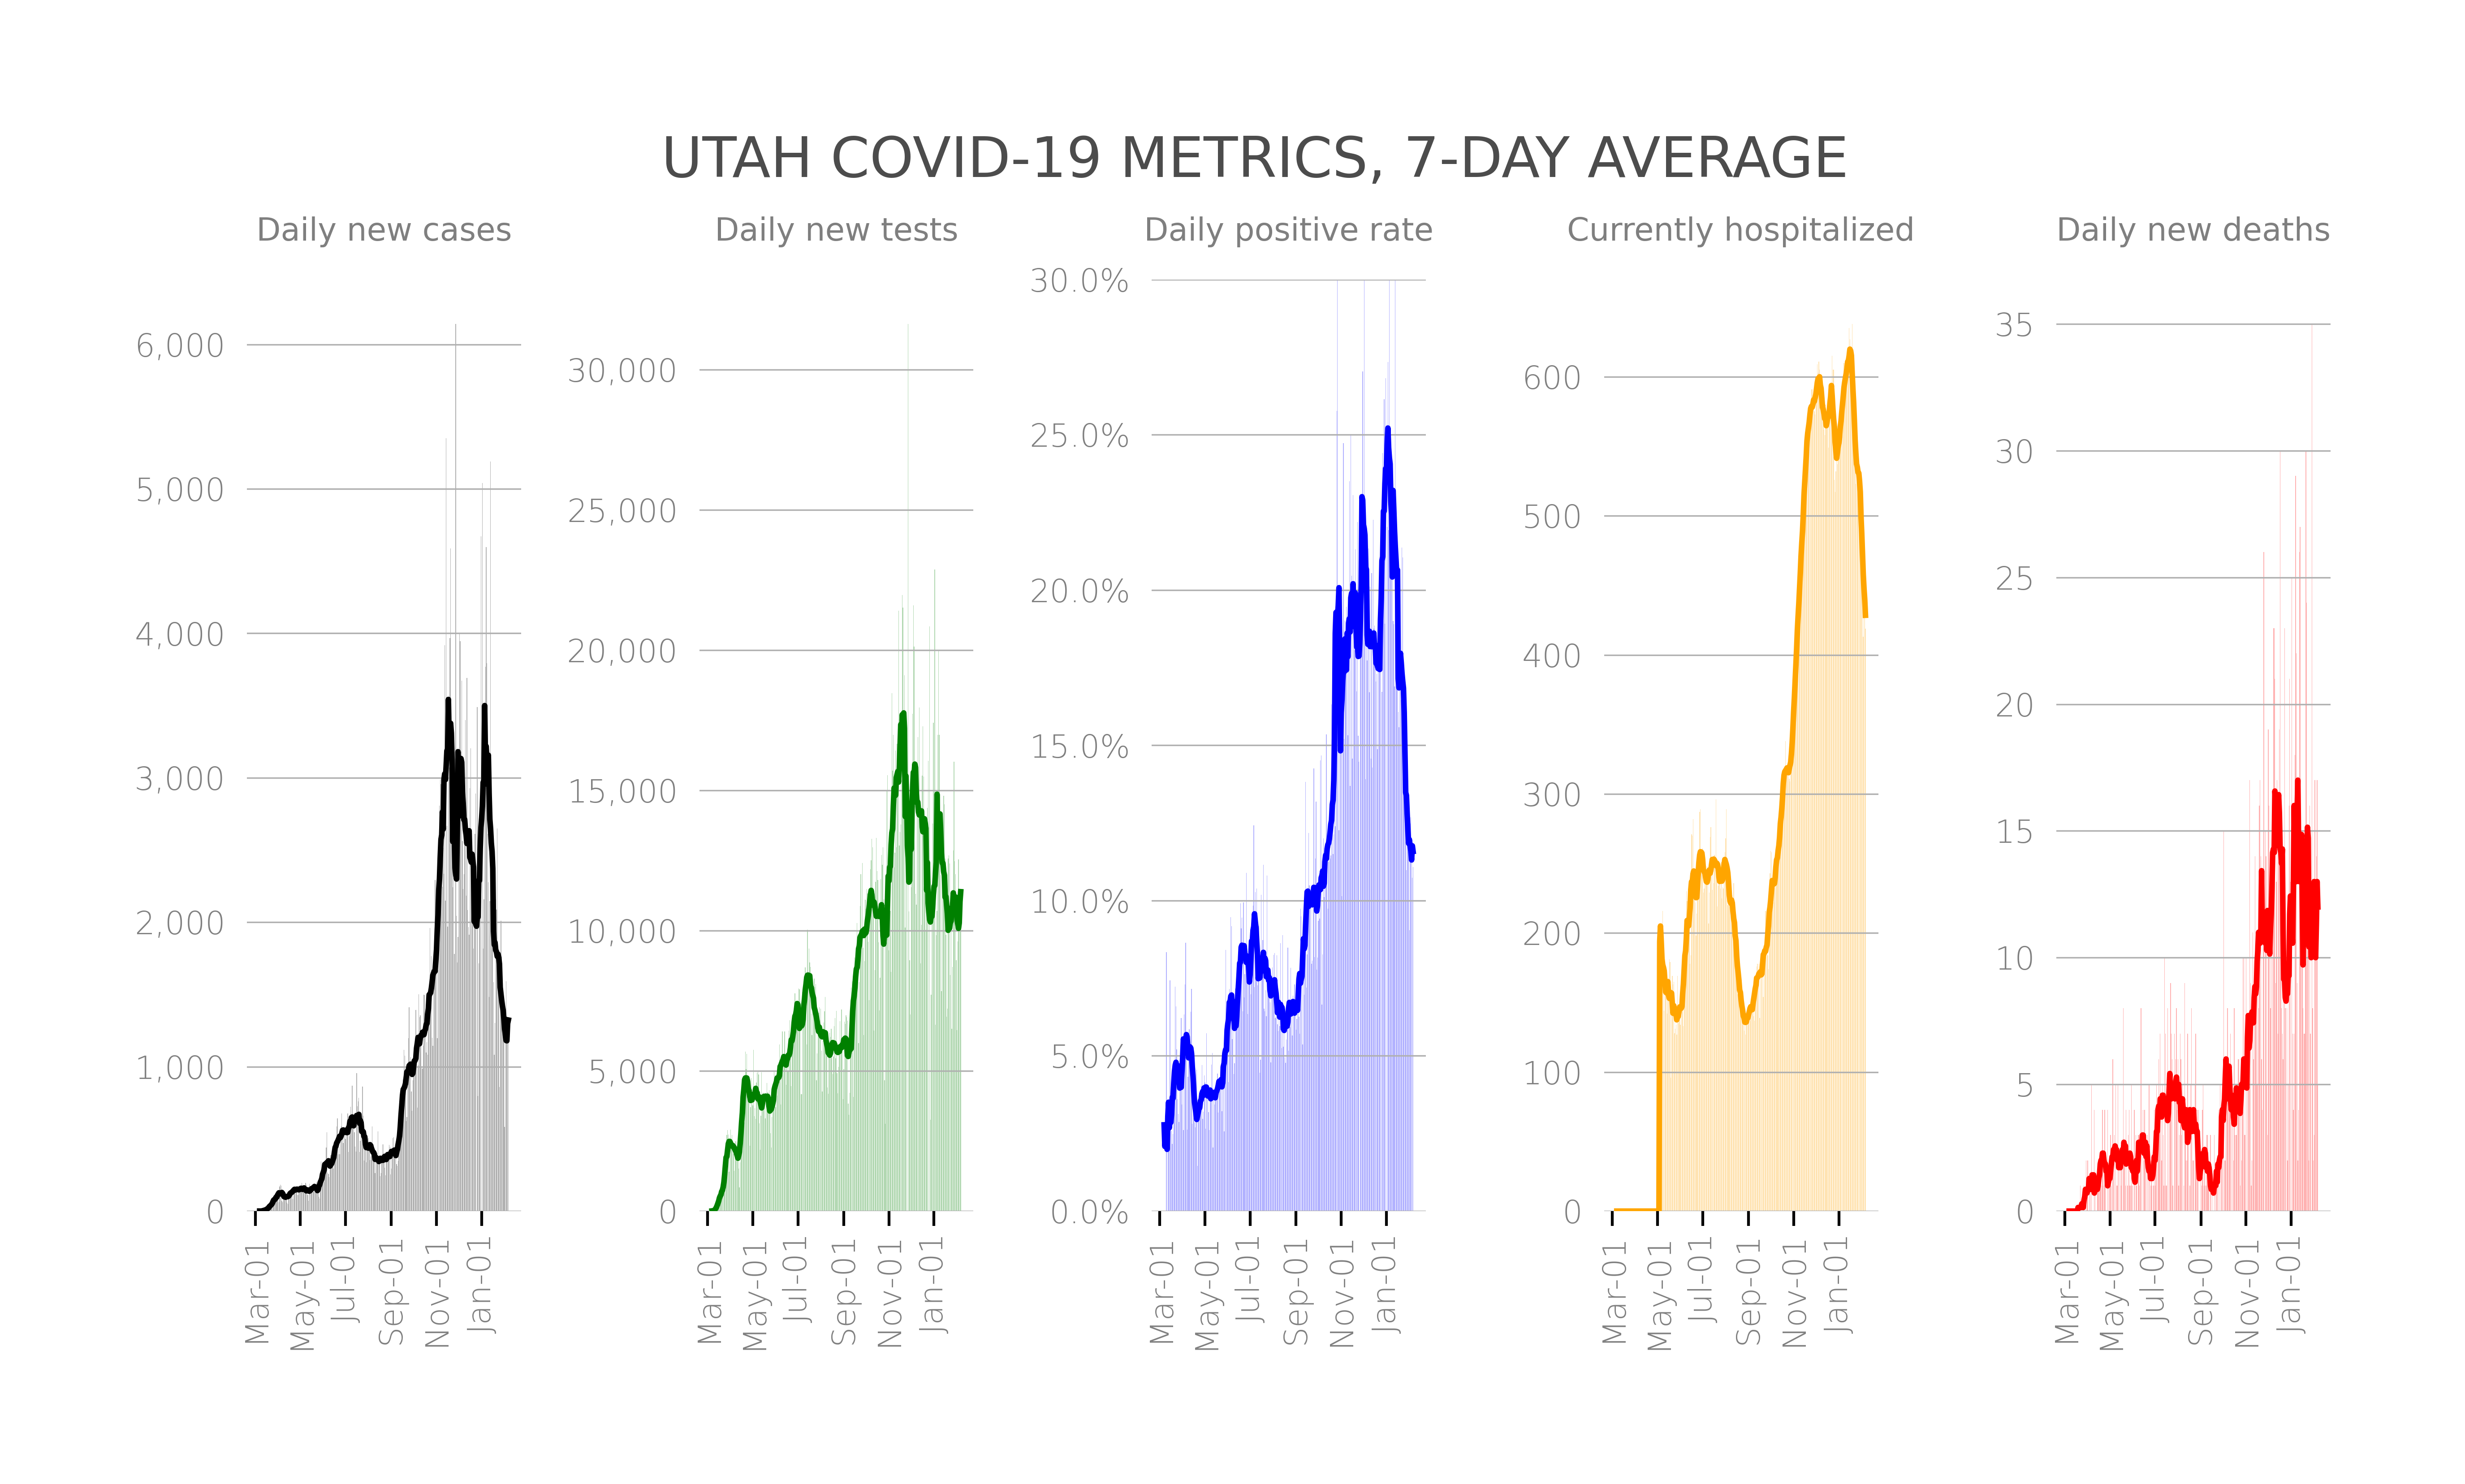 UTAH COVID-19 METRICS, 7-DAY AVERAGE
Daily new cases
6,000
5,000
4,000
3,000
2,000
1,000
0
Mar-01
May-01
Jul-01
Sep-01
Nov-01
Jan-01
Daily new tests
30,000
25,000
20,000
15,000
10,000
5,000
0
Mar-01
May-01
Jul-01
Sep-01
Nov-01
Jan-01
Daily positive rate
30.0%
25.0%
20.0%
15.0%
10.0%
5.0%
0.0%
Mar-01
May-01
Jul-01
Sep-01
Nov-01
Jan-01
Currently hospitalized
600
500
400
300
200
100
0
Mar-01
May-01
Jul-01
Sep-01
Nov-01
Jan-01
Daily new deaths
35
30
25
20
15
10
5
0
Mar-01
May-01
Jul-01
Sep-01
Nov-01
Jan-01